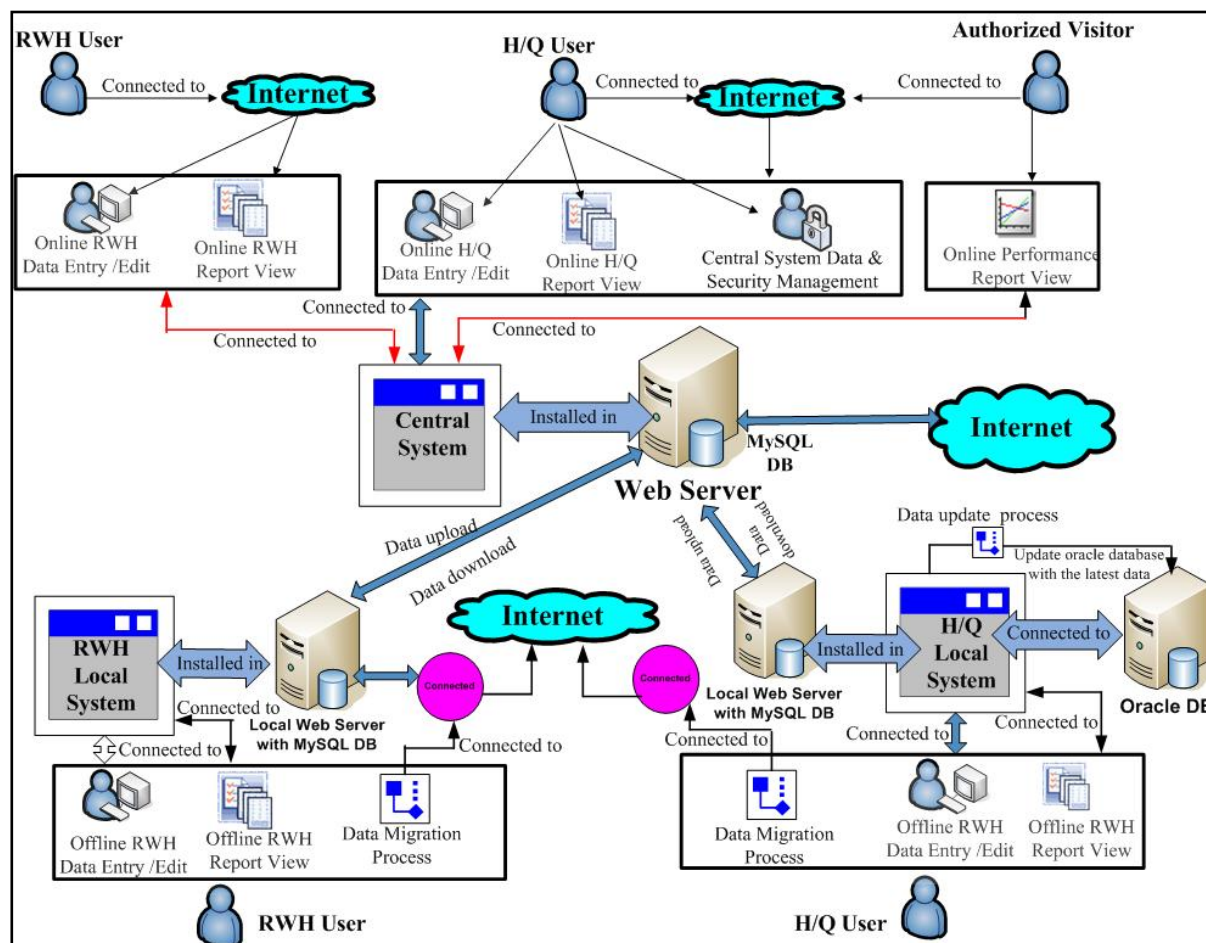 RWH User
H/Q User
Authorized Visitor
Connected to
Internet
Connected to
Internet
Connected to
Online RWH
Data Entry /Edit
Online RWH
Report View
Online H/Q
Data Entry /Edit
Online H/Q
Report View
Central System Data &
Security Management
Online Performance
Report View
Connected to
Connected to
Connected to
Central
System
Installed in
MySQL
DB
Web Server
Internet
Data upload
Data download
Data upload
Data
download
Data update process
Update oracle database
with the latest data
RWH
Local
System
Installed in
Local Web Server
with MySQL DB
Connected
Internet
Connected
Local Web Server
with MySQL DB
Installed in
H/Q
Local
System
Connected to
Oracle DB
Connected to
Connected to
Connected to
Connected to
Connected to
Connected to
Offline RWH
Data Entry /Edit
Offline RWH
Report View
Data Migration
Process
Data Migration
Process
Offline RWH
Data Entry /Edit
Offline RWH
Report View
RWH User
H/Q User